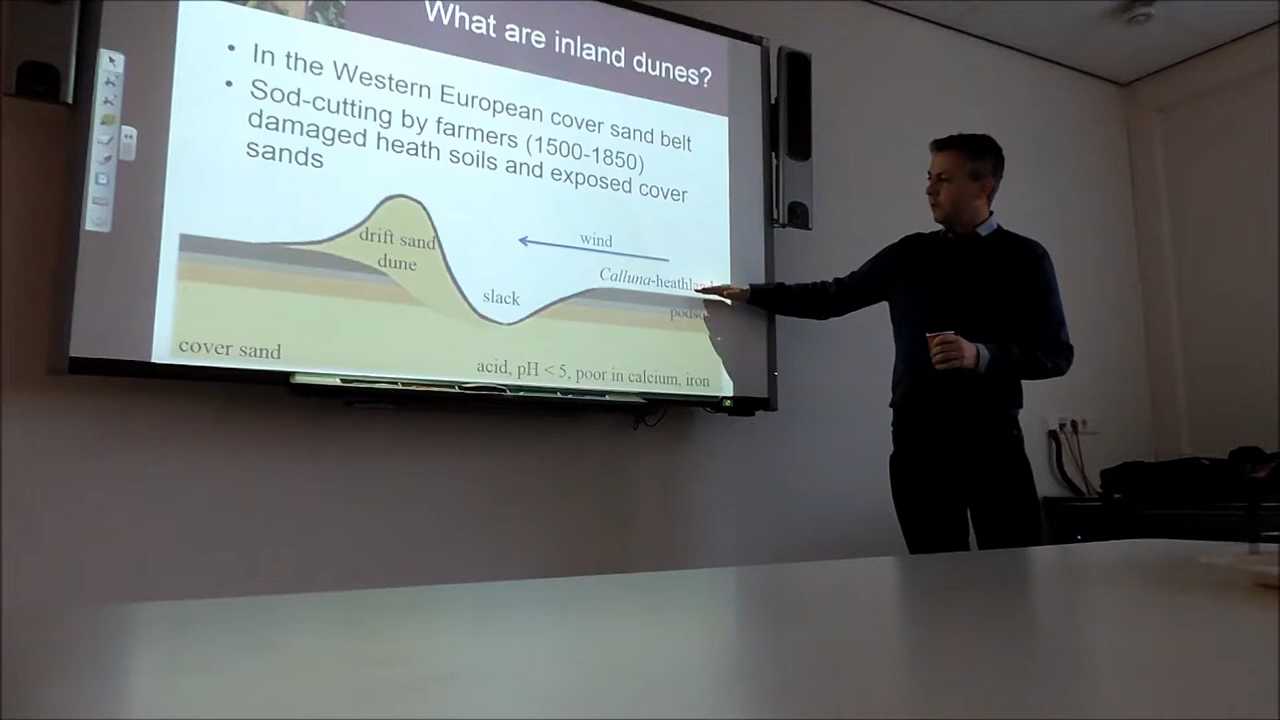 What are inland dunes?
• In the Western European cover sand belt
• Sod-cutting by farmers (1500-1850)
damaged heath soils and exposed cover
sands
drift sand
dune
wind
Calluna-heathla
slack
pods
cover sand
acid, pH < 5, poor in calcium, iron